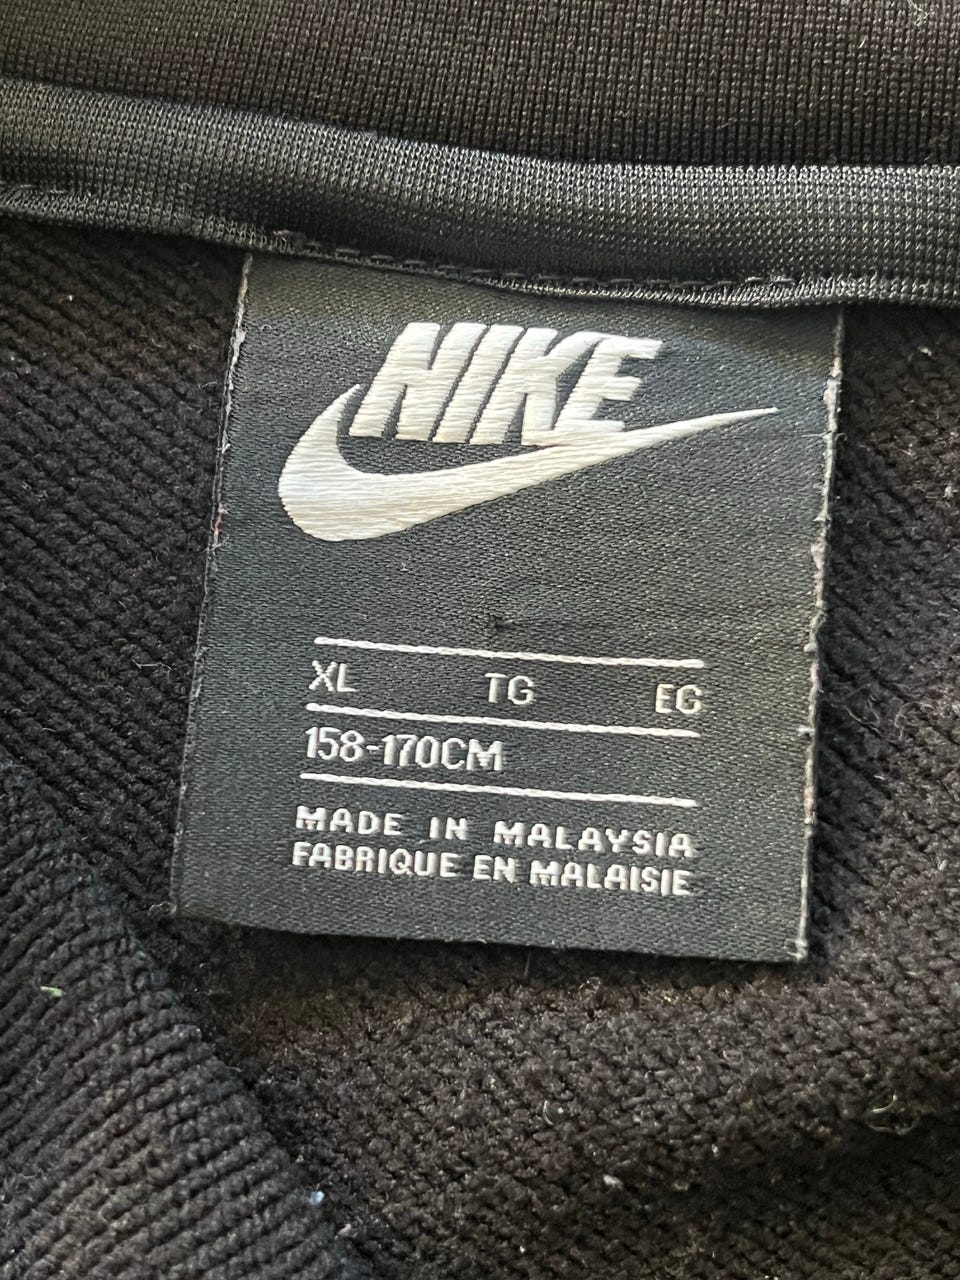 NIKE
XL TG EG
158-170CM
MADE IN MALAYSIA
FABRIQUE EN MALAISIE